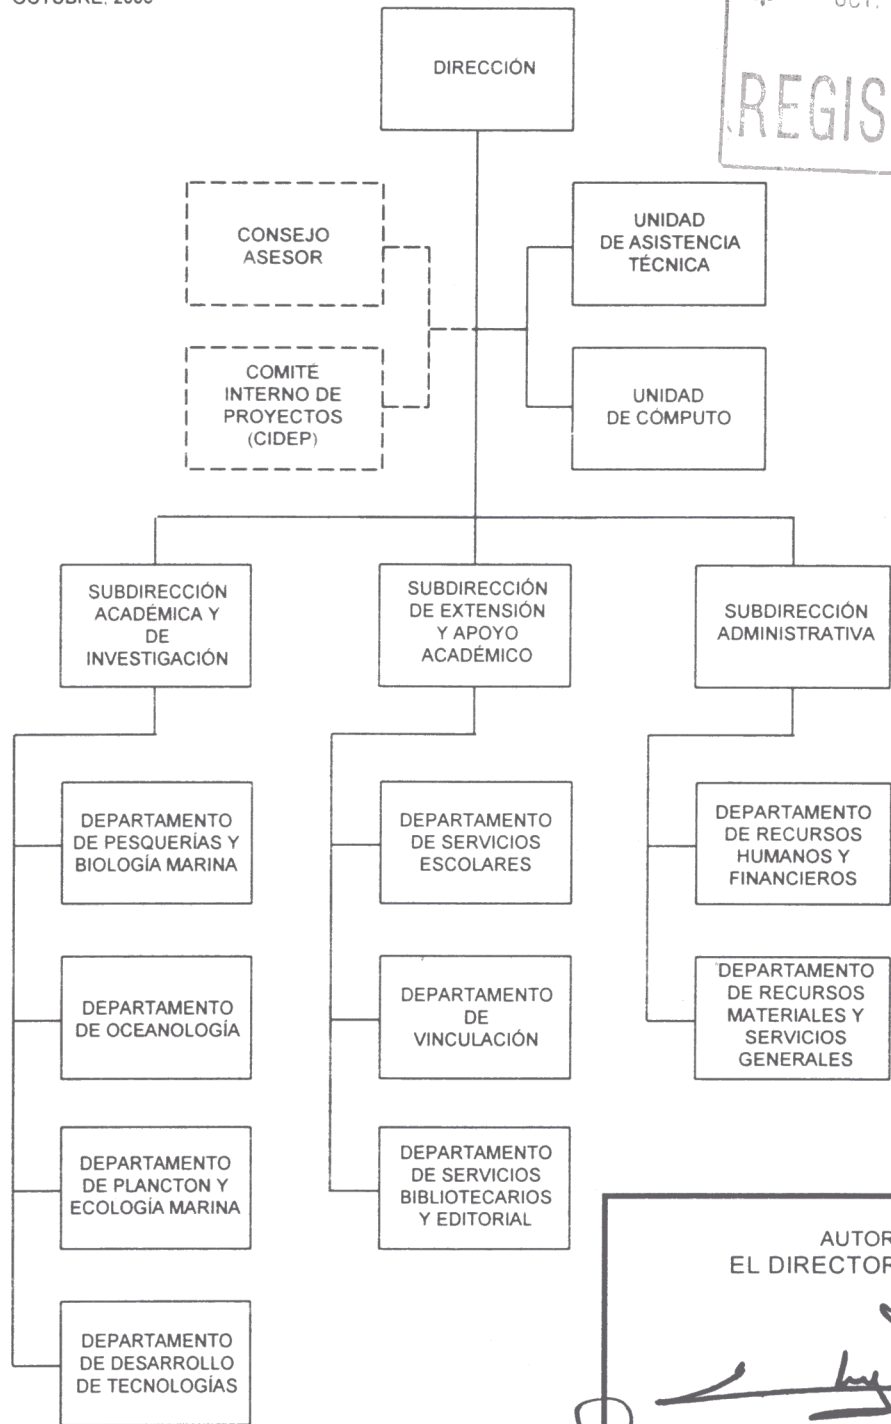 DIRECCIÓN
REGIS
CONSEJO
ASESOR
UNIDAD
DE ASISTENCIA
TÉCNICA
COMITÉ
INTERNO DE
PROYECTOS
(CIDEP)
UNIDAD
DE CÓMPUTO
SUBDIRECCIÓN
ACADÉMICA Y
DE
INVESTIGACIÓN
SUBDIRECCIÓN
DE EXTENSIÓN
Y APOYO
ACADÉMICO
SUBDIRECCIÓN
ADMINISTRATIVA
DEPARTAMENTO
DE PESQUERÍAS Y
BIOLOGÍA MARINA
DEPARTAMENTO
DE SERVICIOS
ESCOLARES
DEPARTAMENTO
DE RECURSOS
HUMANOS Y
FINANCIEROS
DEPARTAMENTO
DE OCEANOLOGÍA
DEPARTAMENTO
DE
VINCULACIÓN
DEPARTAMENTO
DE RECURSOS
MATERIALES Y
SERVICIOS
GENERALES
DEPARTAMENTO
DE PLANCTON Y
ECOLOGÍA MARINA
DEPARTAMENTO
DE SERVICIOS
BIBLIOTECARIOS
Y EDITORIAL
DEPARTAMENTO
DE DESARROLLO
DE TECNOLOGÍAS
AUTOR
EL DIRECTOR